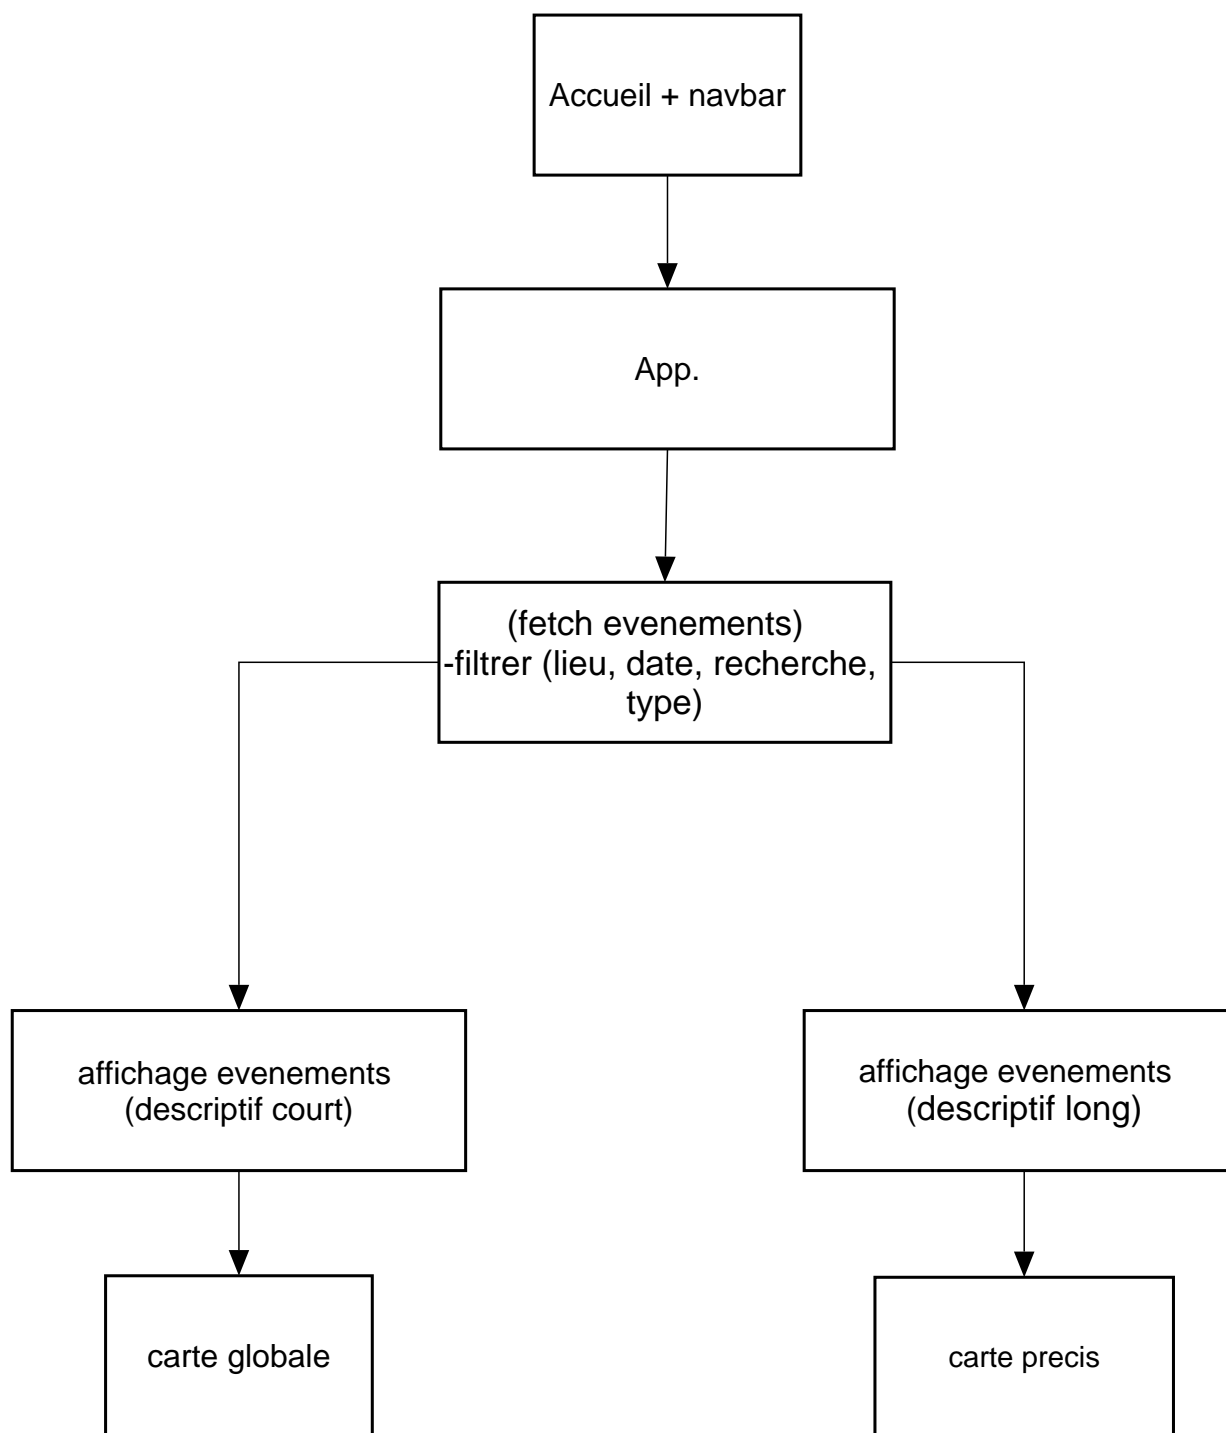 Accueil + navbar
App.
(fetch evenements)
-filtrer (lieu, date, recherche,
type)
affichage evenements
(descriptif court)
affichage evenements
(descriptif long)
carte globale
carte precis